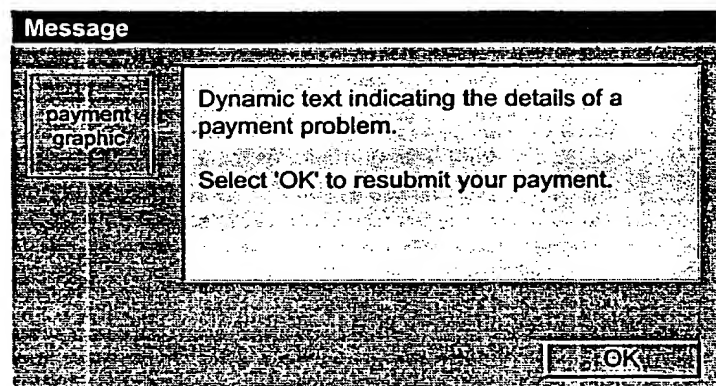 Message
payment
graphic
Dynamic text indicating the details of a
payment problem.
Select 'OK' to resubmit your payment.
OK